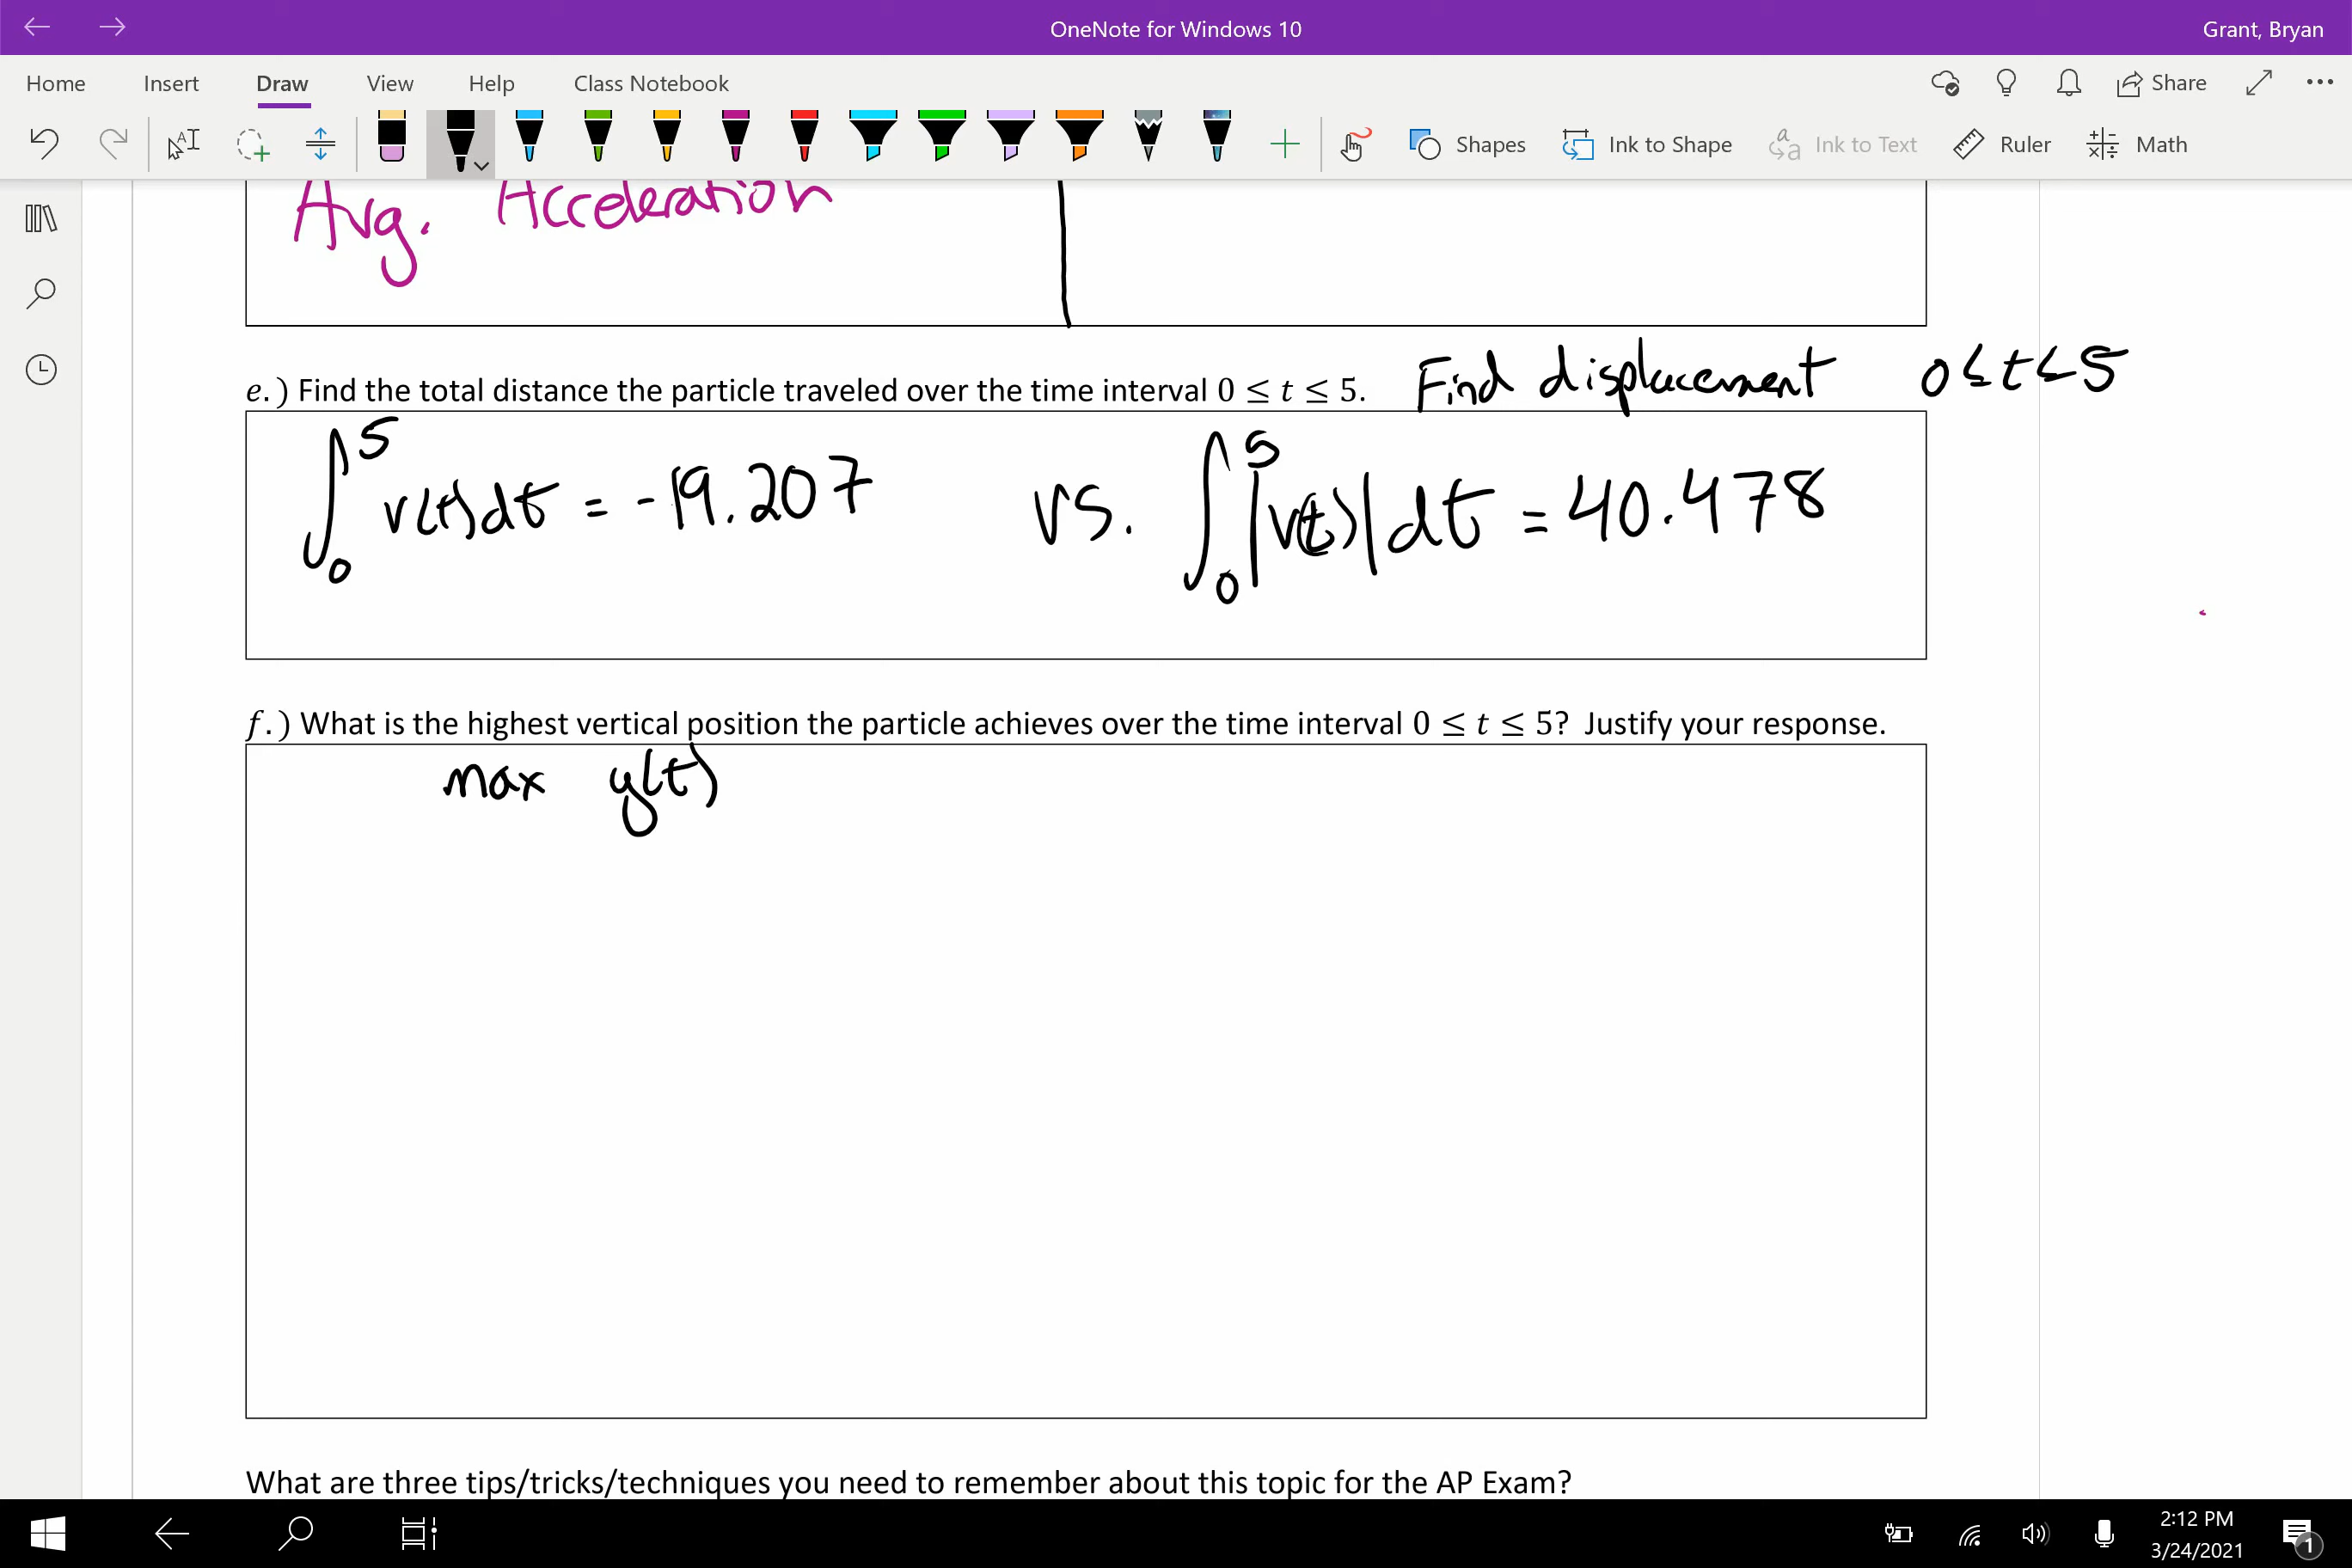 OneNote for Windows 10
Grant, Bryan
Home Insert Draw View Help Class Notebook Share
Shapes Ink to Shape Ink to Text Ruler Math
Avg. Acceleration
e.) Find the total distance the particle traveled over the time interval 0 ≤ t ≤ 5. Find displacement 0 ≤ t ≤ 5
∫₀⁵ v(t)dt = -19.207 vs. ∫₀⁵ |v(t)|dt = 40.478
f.) What is the highest vertical position the particle achieves over the time interval 0 ≤ t ≤ 5? Justify your response.
max y(t)
What are three tips/tricks/techniques you need to remember about this topic for the AP Exam?
2:12 PM
3/24/2021
1